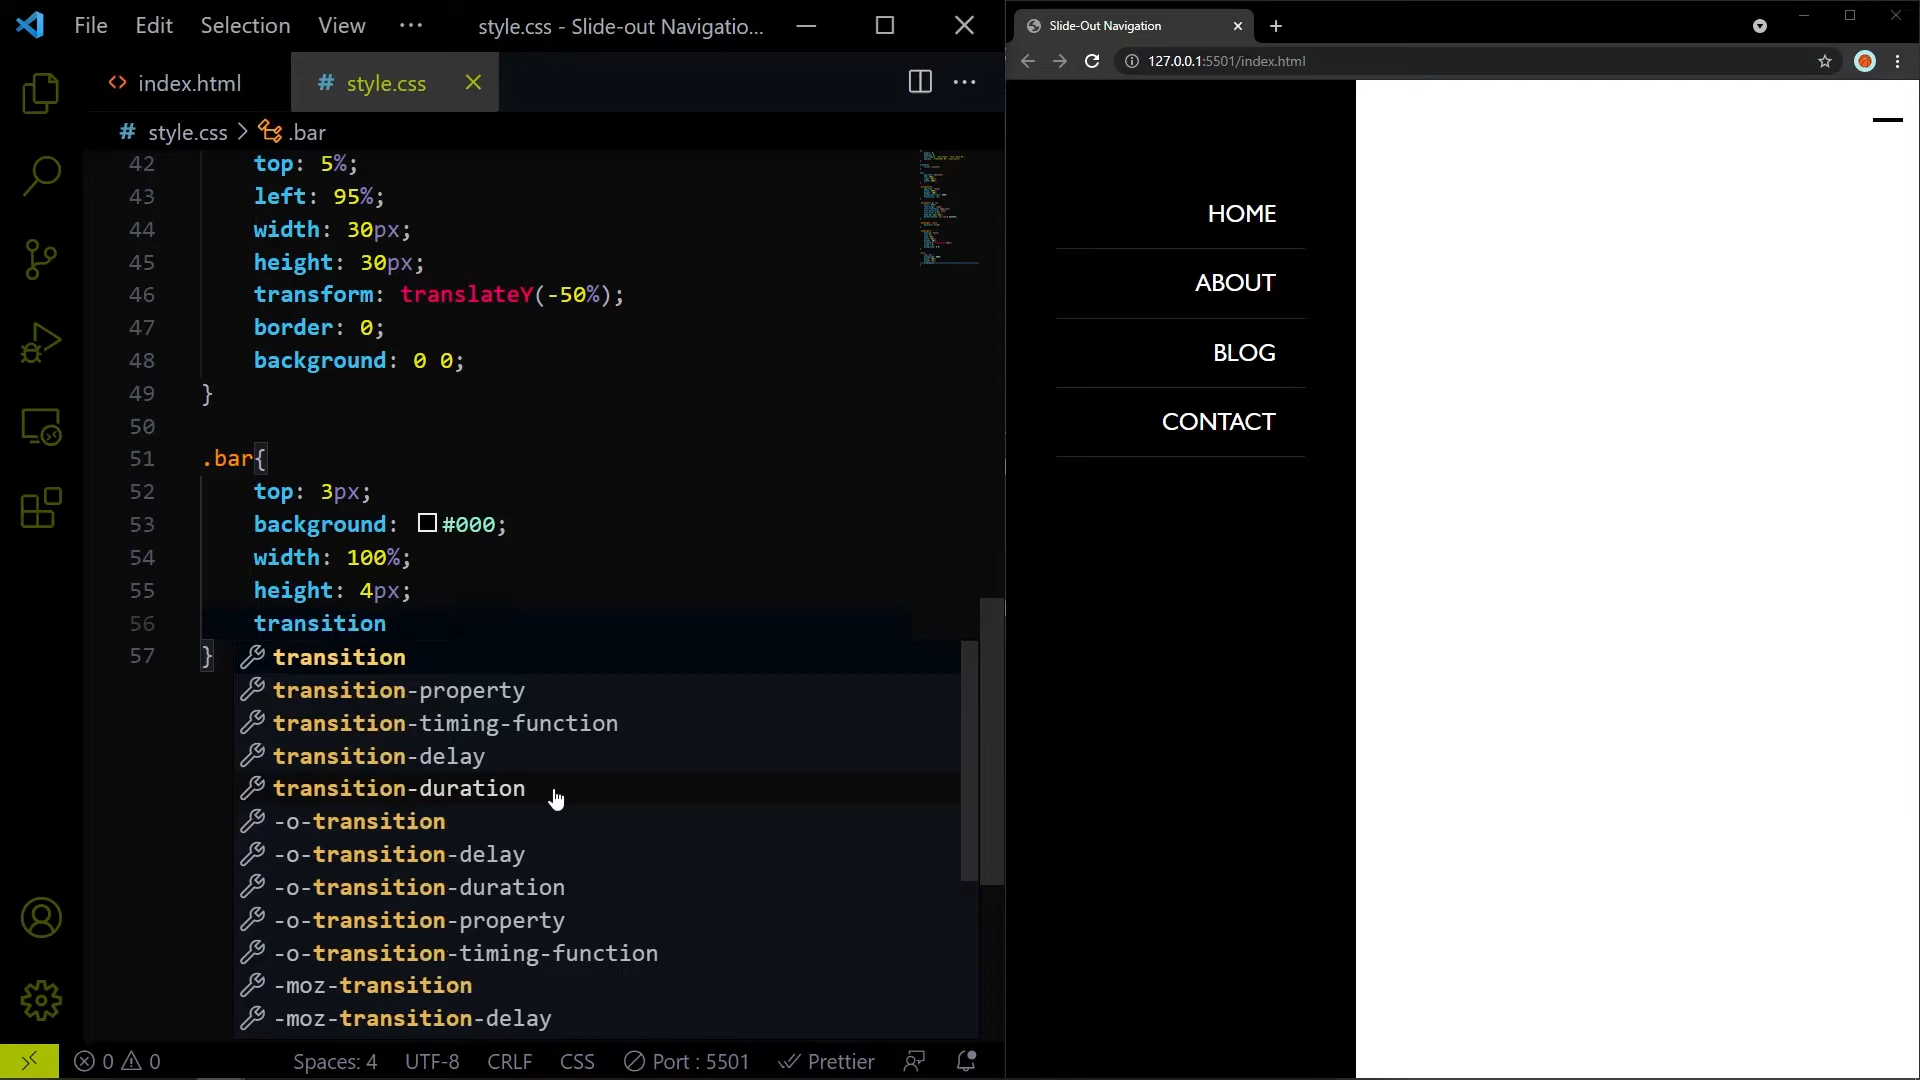 File Edit Selection View ··· style.css - Slide-out Navigatio...
<> index.html # style.css ···
# style.css > .bar
42 top: 5%;
43 left: 95%;
44 width: 30px;
45 height: 30px;
46 transform: translateY(-50%);
47 border: 0;
48 background: 0 0;
49 }
50
51 .bar{
52 top: 3px;
53 background: #000;
54 width: 100%;
55 height: 4px;
56 transition
57 }
transition
transition-property
transition-timing-function
transition-delay
transition-duration
-o-transition
-o-transition-delay
-o-transition-duration
-o-transition-property
-o-transition-timing-function
-moz-transition
-moz-transition-delay
0 0 Spaces: 4 UTF-8 CRLF CSS Port : 5501 Prettier
Slide-Out Navigation
127.0.0.1:5501/index.html
HOME
ABOUT
BLOG
CONTACT